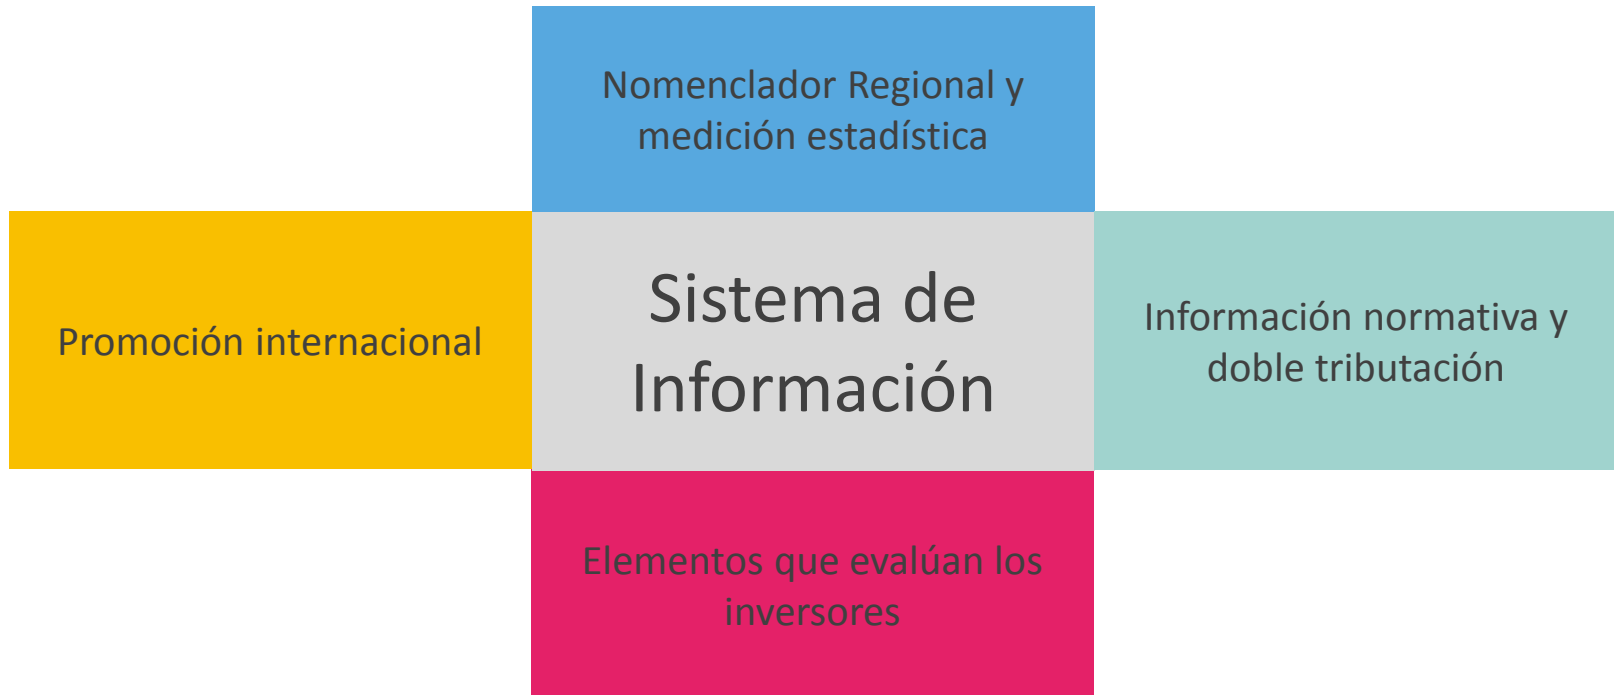 Nomenclador Regional y
medición estadística
Promoción internacional
Sistema de
Información
Información normativa y
doble tributación
Elementos que evalúan los
inversores